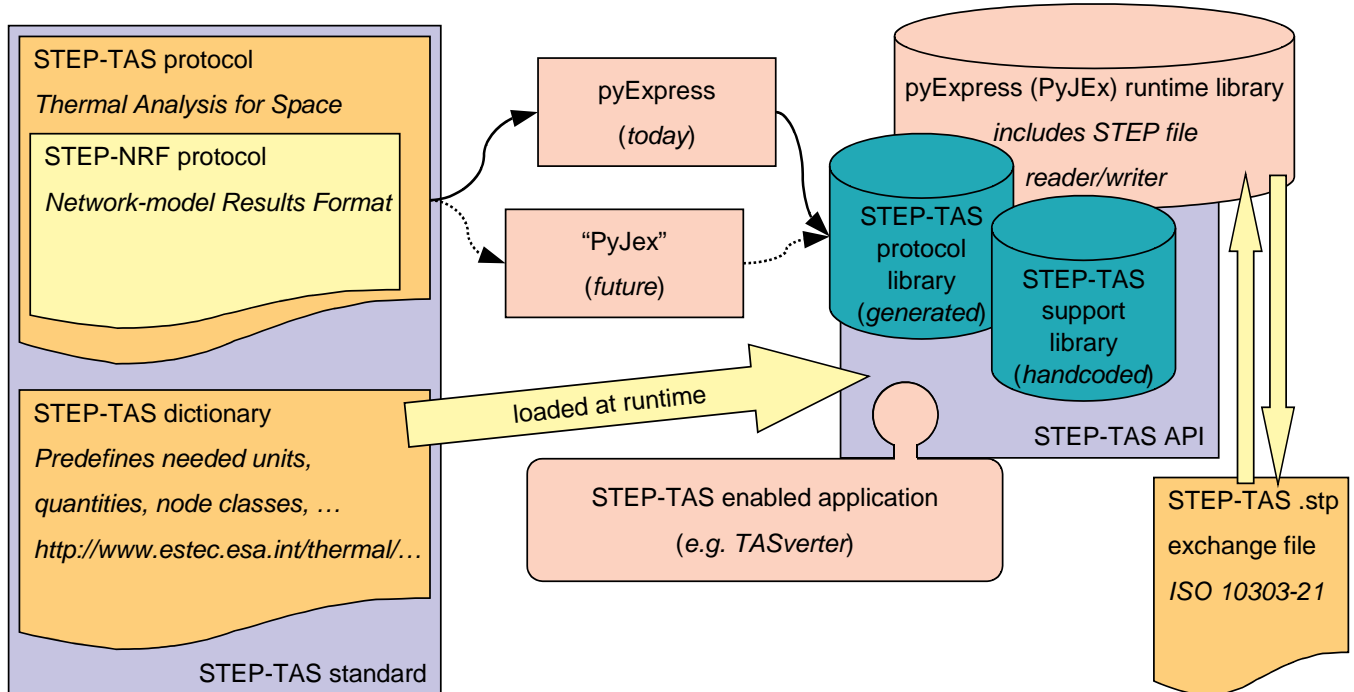 STEP-TAS protocol
Thermal Analysis for Space
STEP-NRF protocol
Network-model Results Format
STEP-TAS dictionary
Predefines needed units,
quantities, node classes, …
http://www.estec.esa.int/thermal/…
STEP-TAS standard
pyExpress
(today)
“PyJex”
(future)
loaded at runtime
pyExpress (PyJEx) runtime library
includes STEP file
reader/writer
STEP-TAS
protocol
library
(generated)
STEP-TAS
support
library
(handcoded)
STEP-TAS API
STEP-TAS enabled application
(e.g. TASverter)
STEP-TAS .stp
exchange file
ISO 10303-21